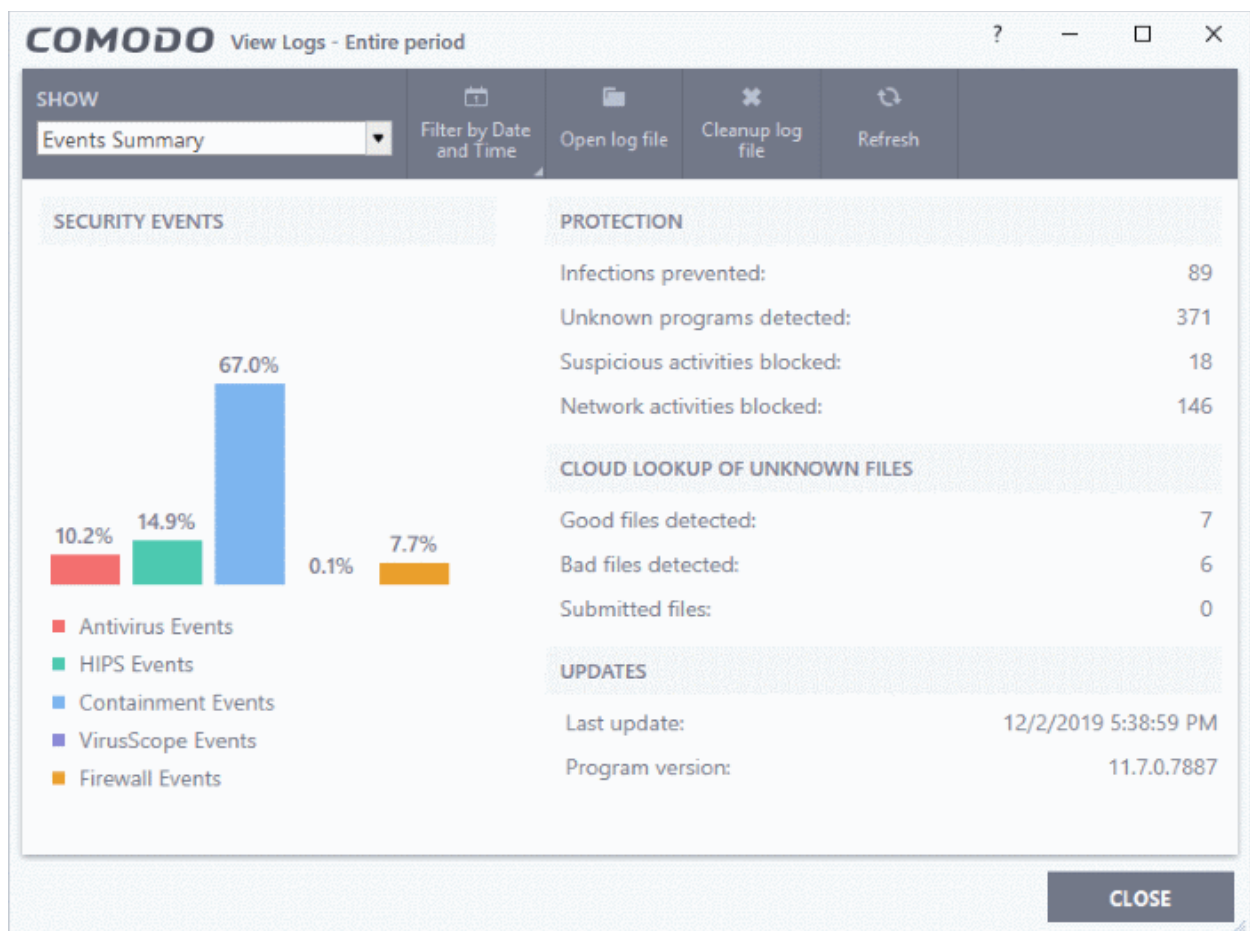 COMODO View Logs - Entire period
?
SHOW
Events Summary
Filter by Date
and Time
Open log file
Cleanup log
file
Refresh
SECURITY EVENTS
67.0%
14.9%
10.2%
7.7%
0.1%
Antivirus Events
HIPS Events
Containment Events
VirusScope Events
Firewall Events
PROTECTION
Infections prevented: 89
Unknown programs detected: 371
Suspicious activities blocked: 18
Network activities blocked: 146
CLOUD LOOKUP OF UNKNOWN FILES
Good files detected: 7
Bad files detected: 6
Submitted files: 0
UPDATES
Last update: 12/2/2019 5:38:59 PM
Program version: 11.7.0.7887
CLOSE